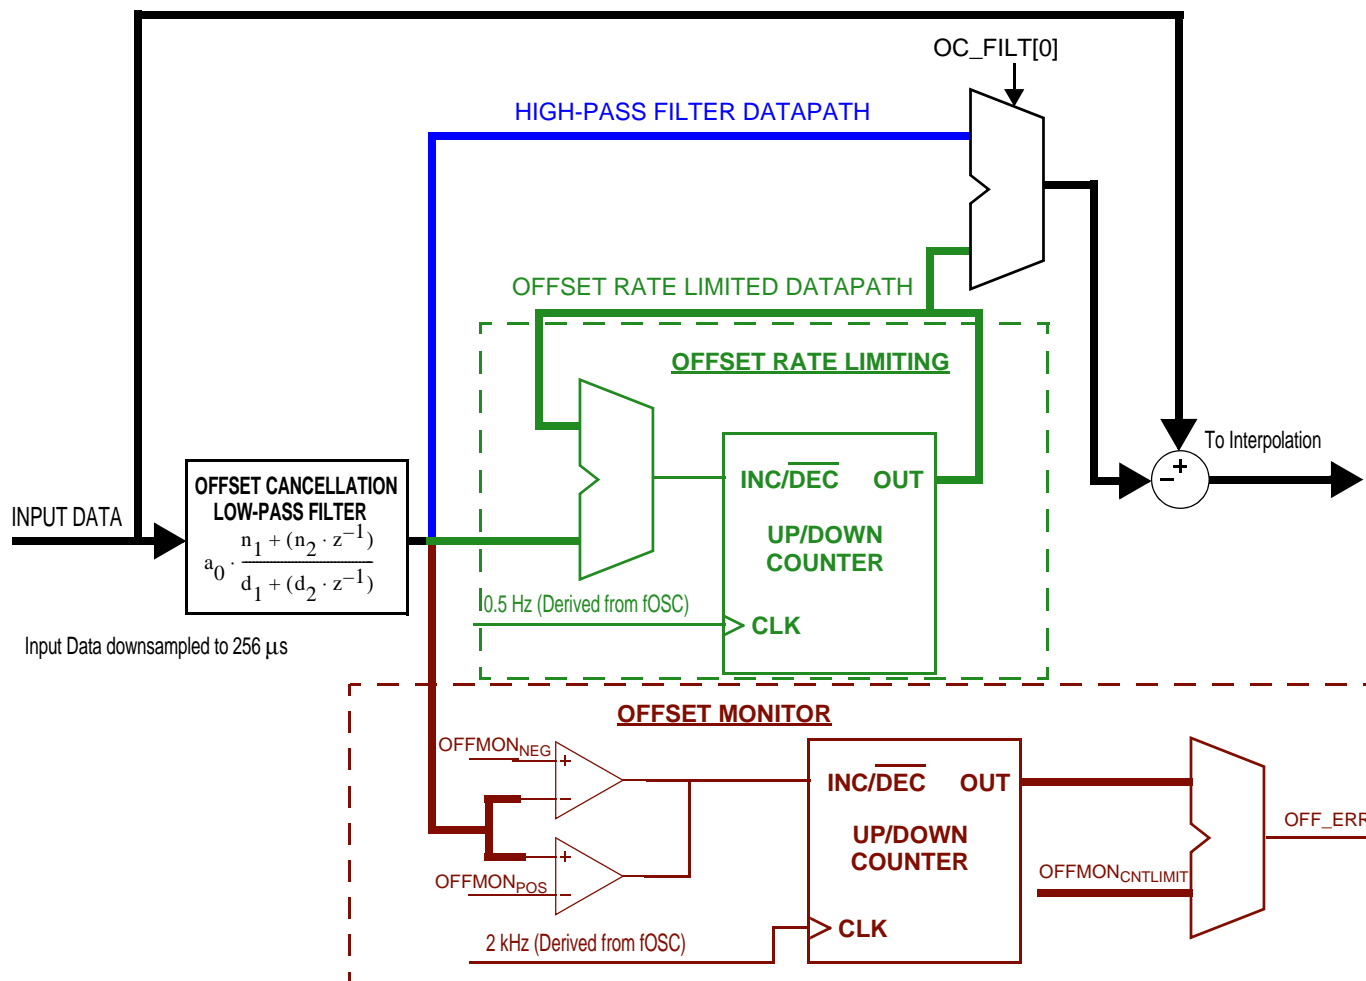 OC_FILT[0]
HIGH-PASS FILTER DATAPATH
OFFSET RATE LIMITED DATAPATH
OFFSET RATE LIMITING
To Interpolation
+
−
INC/DEC OUT
UP/DOWN
COUNTER
0.5 Hz (Derived from fOSC)
CLK
INPUT DATA
OFFSET CANCELLATION
LOW-PASS FILTER
a0 · (n1 + (n2 · z−1)) / (d1 + (d2 · z−1))
Input Data downsampled to 256 μs
OFFSET MONITOR
OFFMONNEG
+
−
+
−
OFFMONPOS
INC/DEC OUT
UP/DOWN
COUNTER
2 kHz (Derived from fOSC)
CLK
OFFMONCNTLIMIT
OFF_ERR